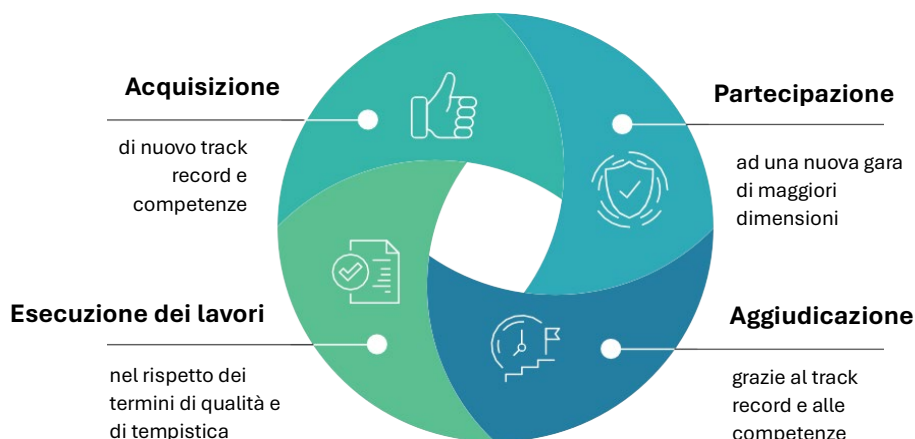 Acquisizione
di nuovo track
record e
competenze
Partecipazione
ad una nuova gara
di maggiori
dimensioni
Esecuzione dei lavori
nel rispetto dei
termini di qualità e
di tempistica
Aggiudicazione
grazie al track
record e alle
competenze